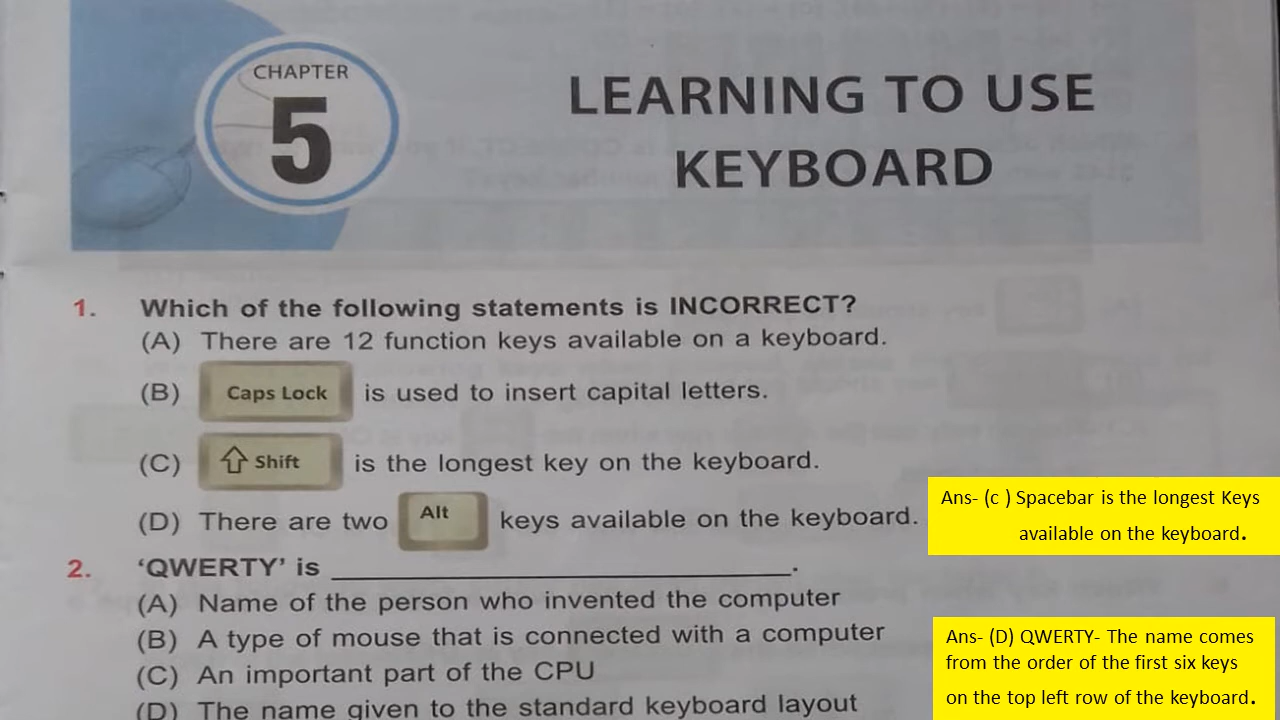 CHAPTER
5
LEARNING TO USE
KEYBOARD
1. Which of the following statements is INCORRECT?
(A) There are 12 function keys available on a keyboard.
(B) Caps Lock is used to insert capital letters.
(C) Shift is the longest key on the keyboard.
(D) There are two Alt keys available on the keyboard.
Ans- (c ) Spacebar is the longest Keys
available on the keyboard.
2. ‘QWERTY’ is ______________________.
(A) Name of the person who invented the computer
(B) A type of mouse that is connected with a computer
(C) An important part of the CPU
(D) The name given to the standard keyboard layout
Ans- (D) QWERTY- The name comes
from the order of the first six keys
on the top left row of the keyboard.